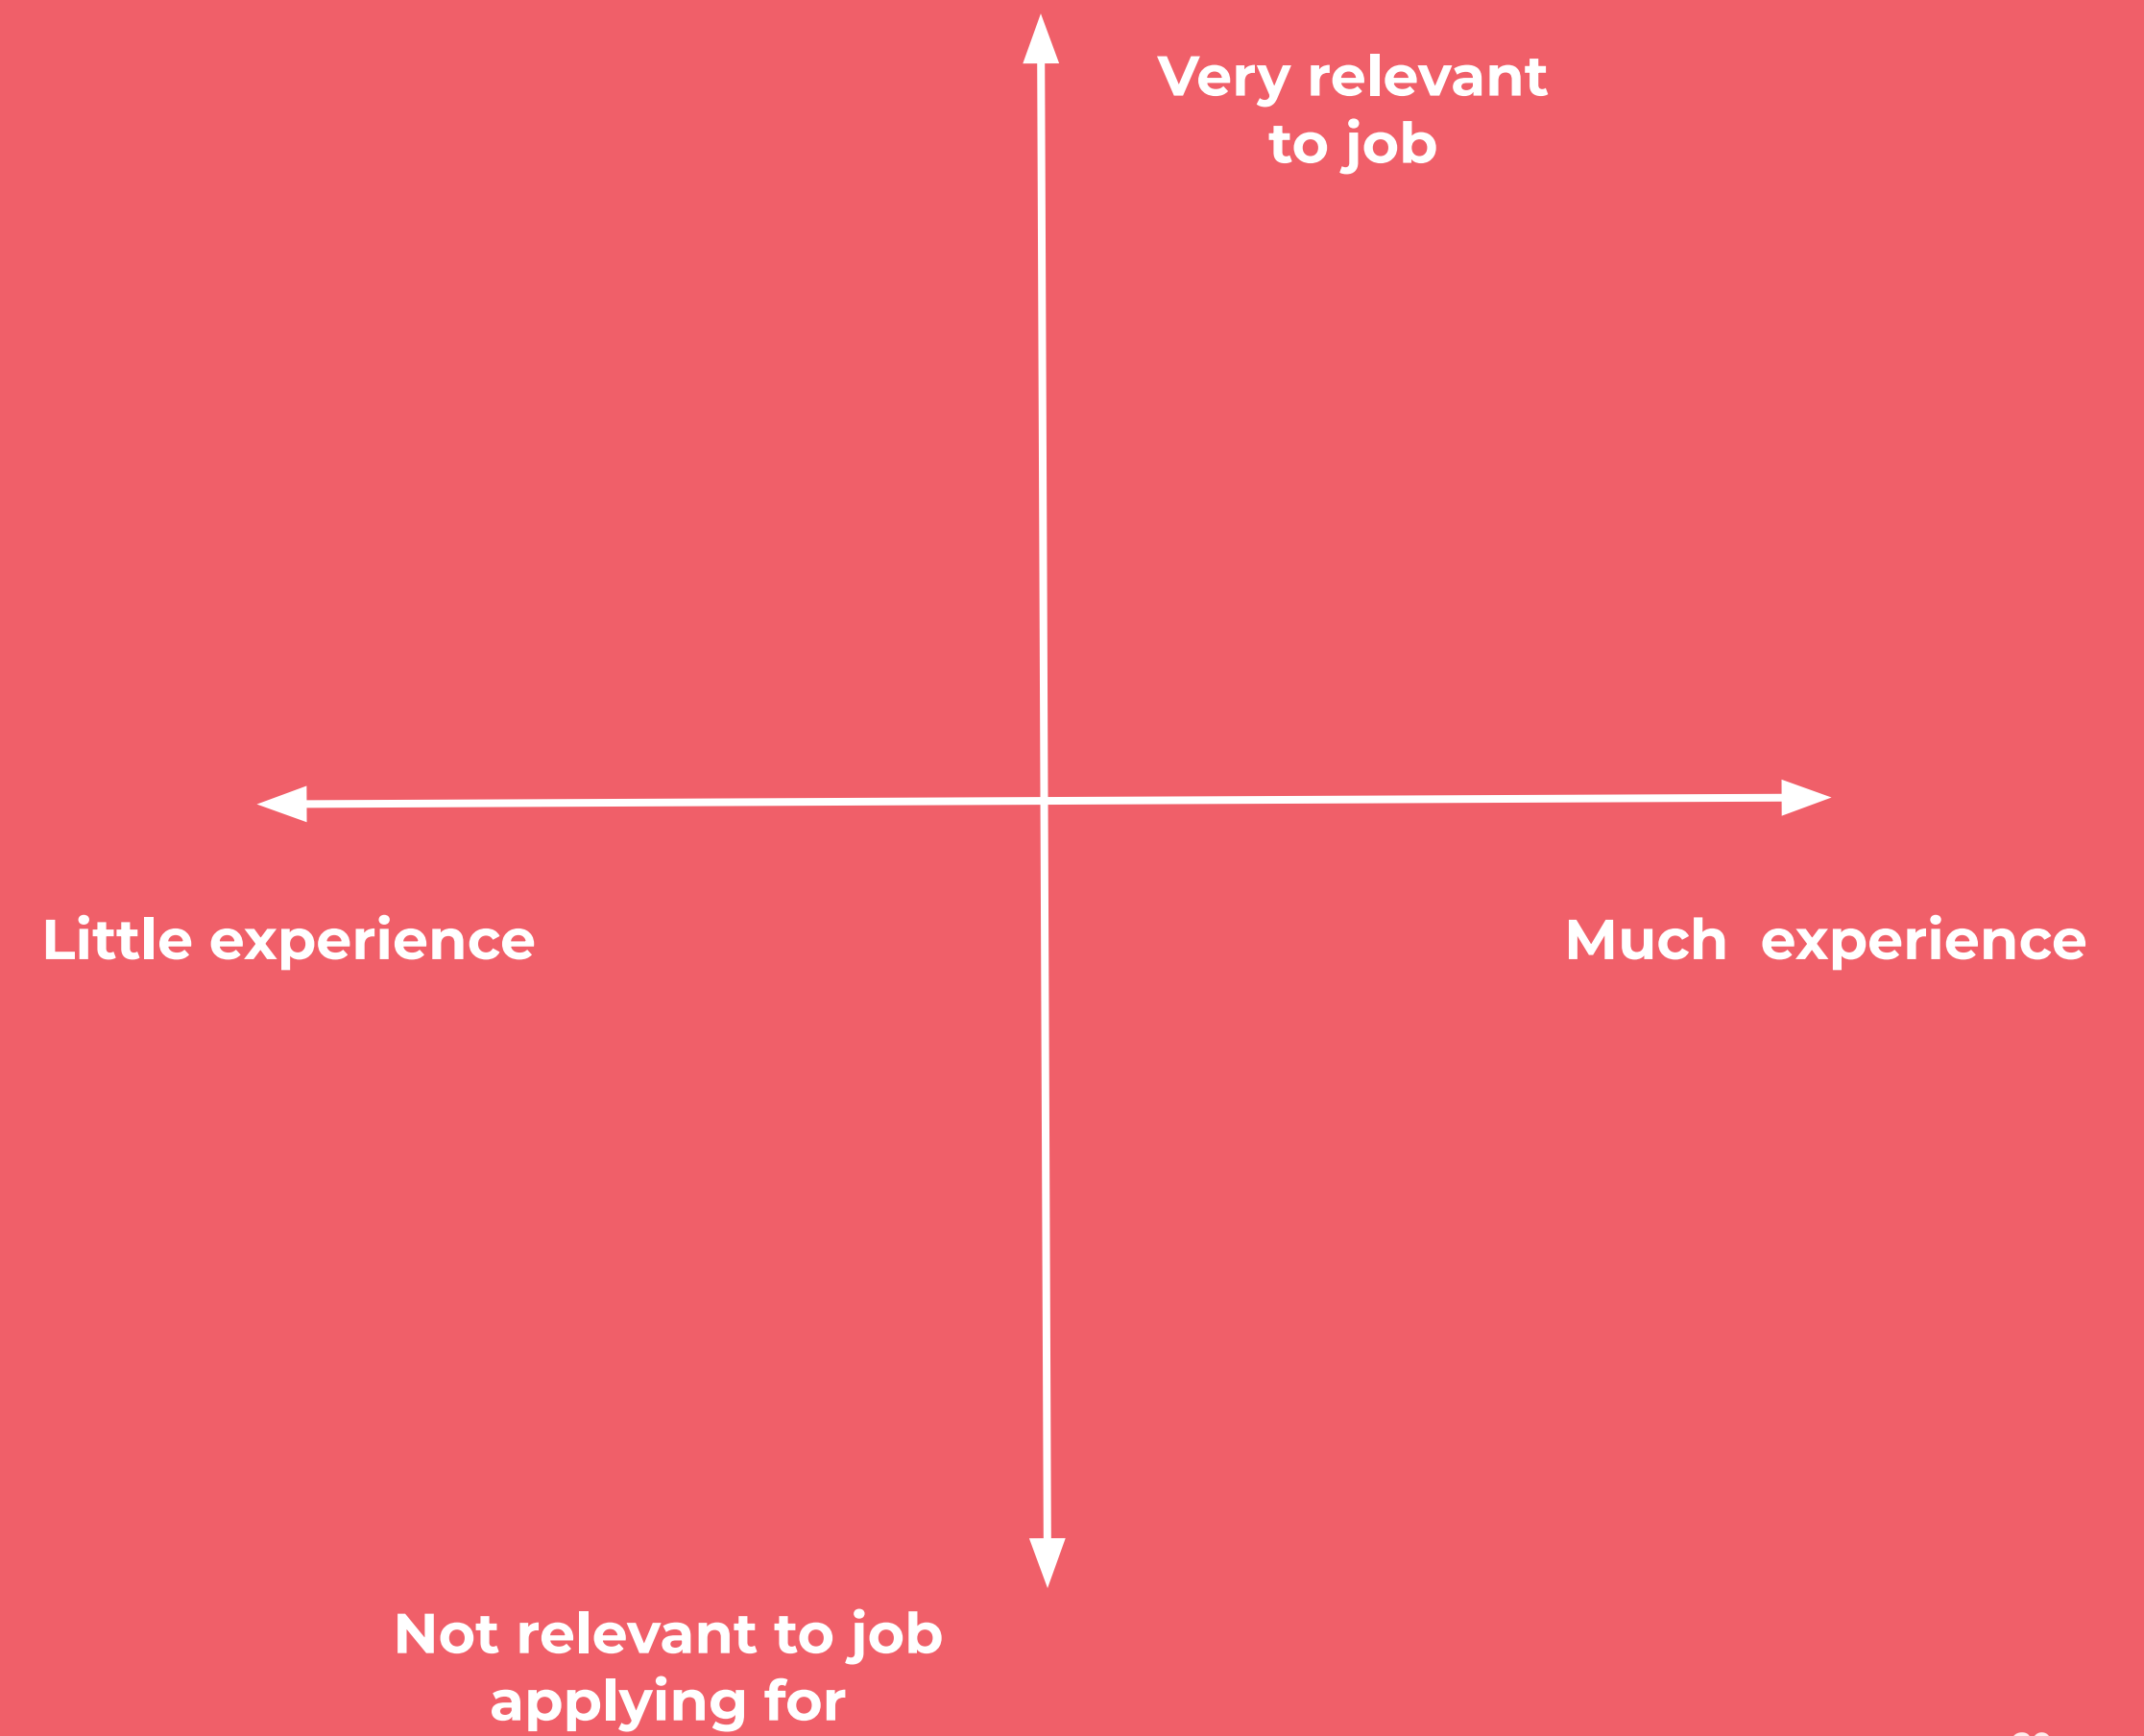 Very relevant
to job
Little experience
Much experience
Not relevant to job
applying for